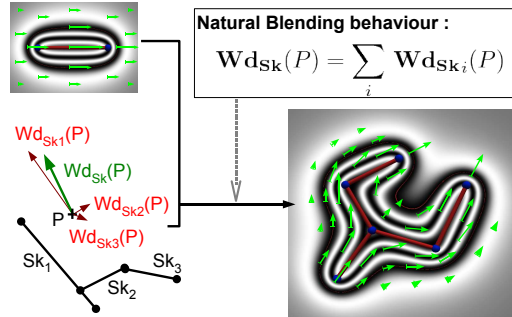 Natural Blending behaviour :
Wd_Sk(P) = ∑_i Wd_Sk_i(P)
Wd_Sk1(P)
Wd_Sk(P)
P
Wd_Sk2(P)
Wd_Sk3(P)
Sk_1
Sk_2
Sk_3